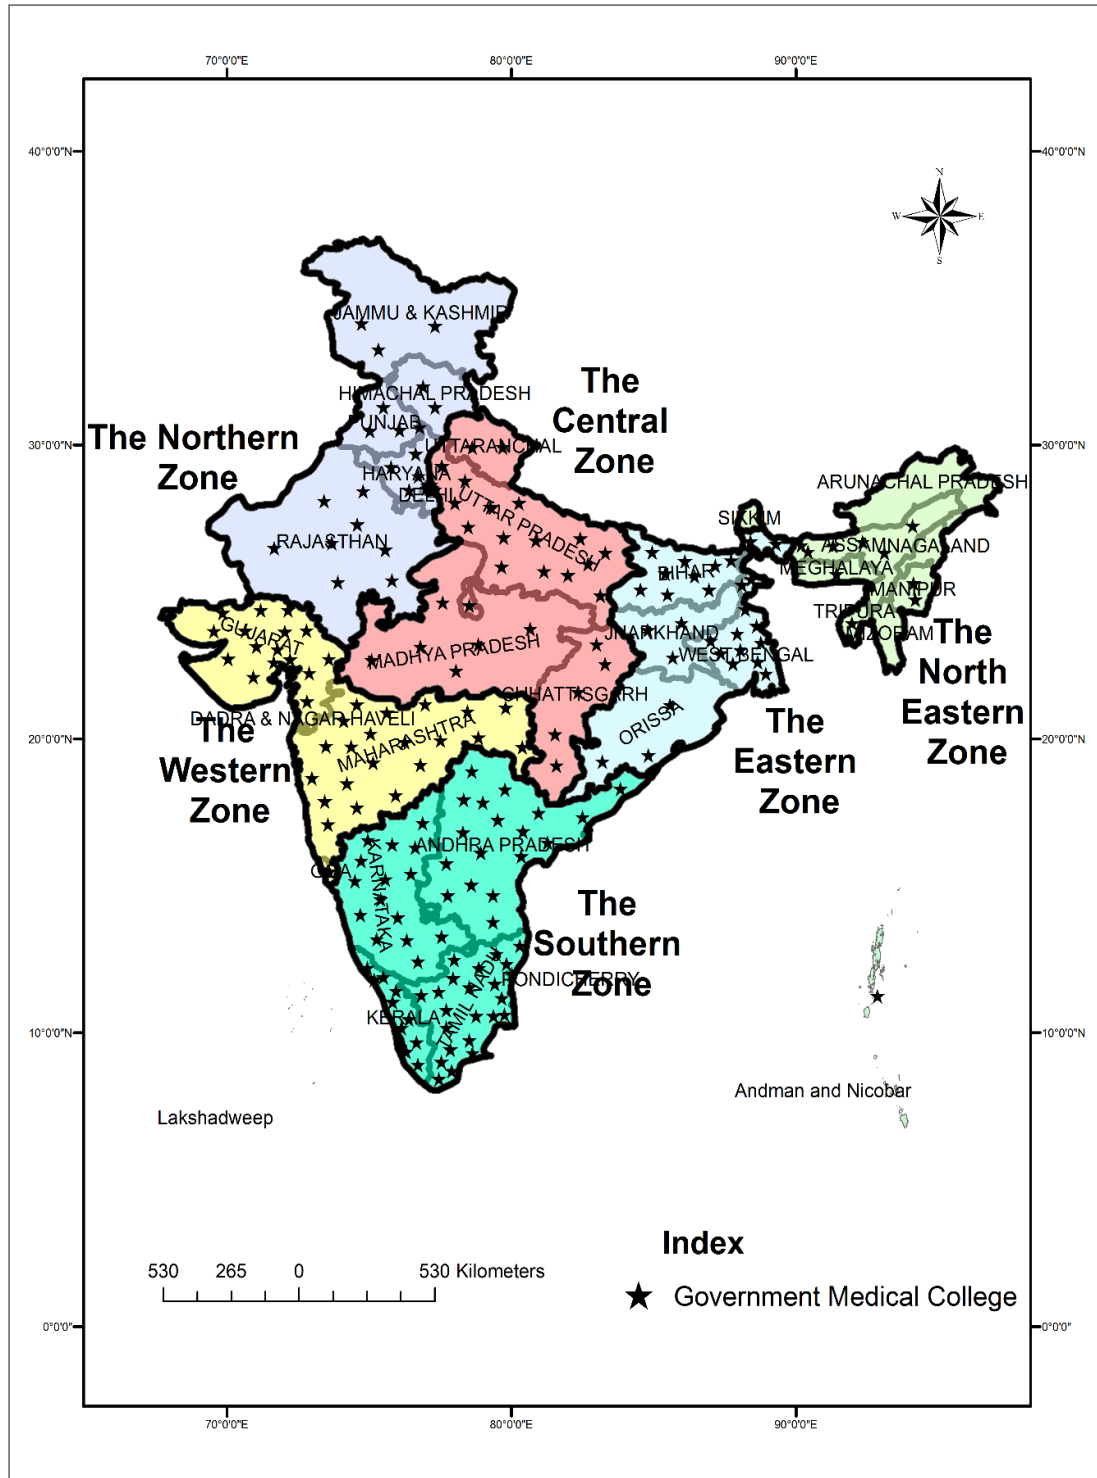 70°0'0"E 80°0'0"E 90°0'0"E
40°0'0"N 40°0'0"N
N
W E
S
JAMMU & KASHMIR
The
Central
Zone
HIMACHAL PRADESH
PUNJAB
The Northern
Zone
30°0'0"N 30°0'0"N
UTTARANCHAL
HARYANA
DELHI
UTTAR PRADESH
ARUNACHAL PRADESH
SIKKIM
RAJASTHAN
ASSAM
NAGALAND
MEGHALAYA
BIHAR
MANIPUR
TRIPURA
MIZORAM
GUJARAT
JNARKHAND
MADHYA PRADESH
WEST BENGAL
The
North
Eastern
Zone
CHHATTISGARH
DADRA & NAGAR HAVELI
ORISSA
The
Western
Zone
MAHARASHTRA
20°0'0"N 20°0'0"N
The
Eastern
Zone
ANDHRA PRADESH
GOA
KARNATAKA
The
Southern
Zone
PONDICHERRY
TAMIL NADU
KERALA
10°0'0"N 10°0'0"N
Andman and Nicobar
Lakshadweep
Index
Government Medical College
530 265 0 530 Kilometers
0°0'0" 0°0'0"
70°0'0"E 80°0'0"E 90°0'0"E